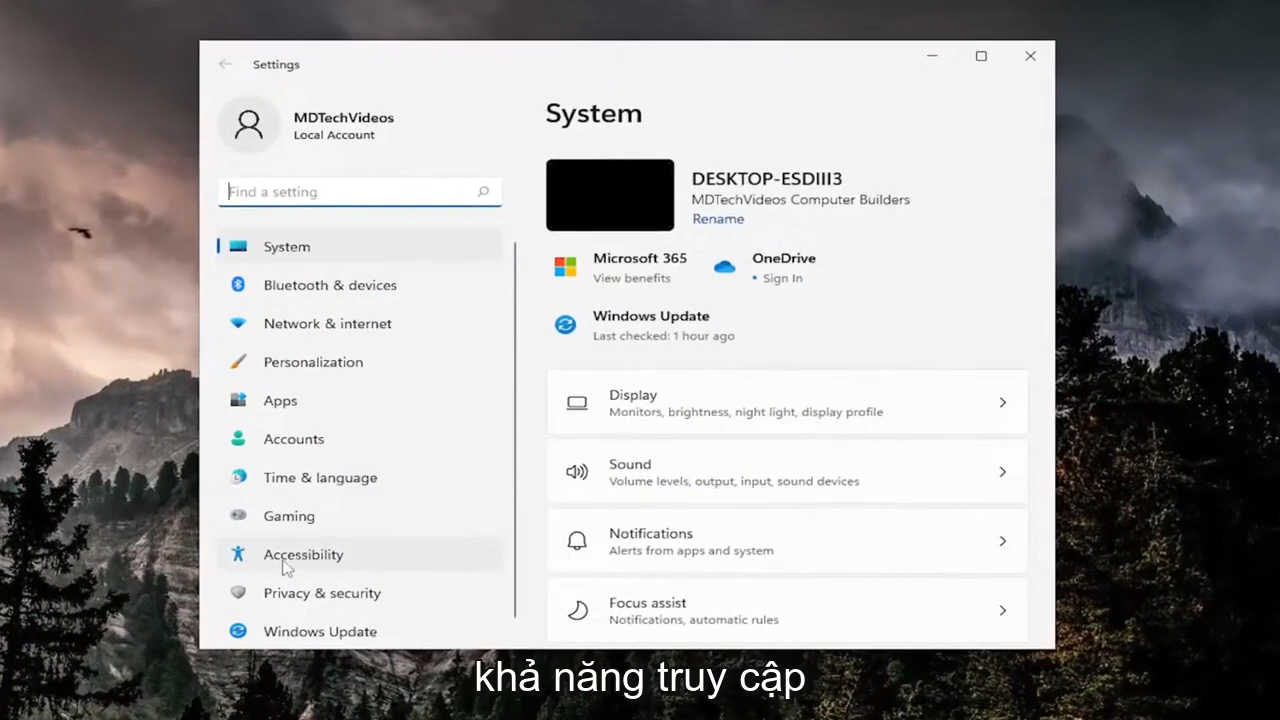 Settings
MDTechVideos
Local Account
Find a setting
System
Bluetooth & devices
Network & internet
Personalization
Apps
Accounts
Time & language
Gaming
Accessibility
Privacy & security
Windows Update
System
DESKTOP-ESDIII3
MDTechVideos Computer Builders
Rename
Microsoft 365
View benefits
OneDrive
• Sign In
Windows Update
Last checked: 1 hour ago
Display
Monitors, brightness, night light, display profile
Sound
Volume levels, output, input, sound devices
Notifications
Alerts from apps and system
Focus assist
Notifications, automatic rules
khả năng truy cập